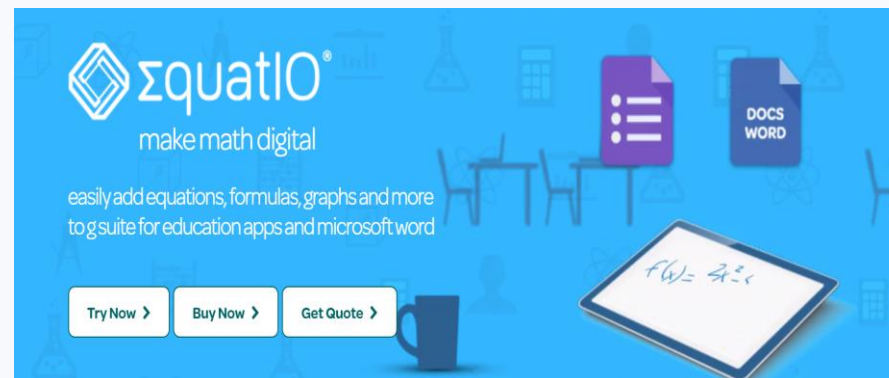 ΣquatIO®
make math digital
easily add equations, formulas, graphs and more
to g suite for education apps and microsoft word
Try Now >
Buy Now >
Get Quote >
DOCS
WORD